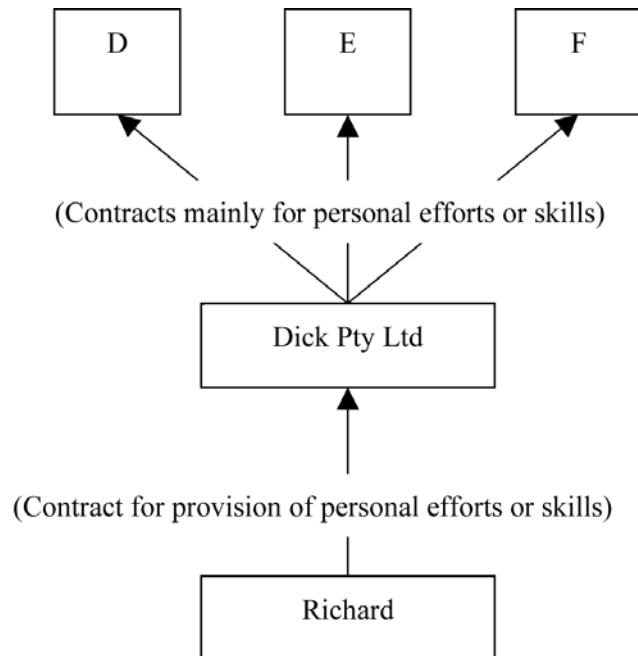 D E F
(Contracts mainly for personal efforts or skills)
Dick Pty Ltd
(Contract for provision of personal efforts or skills)
Richard